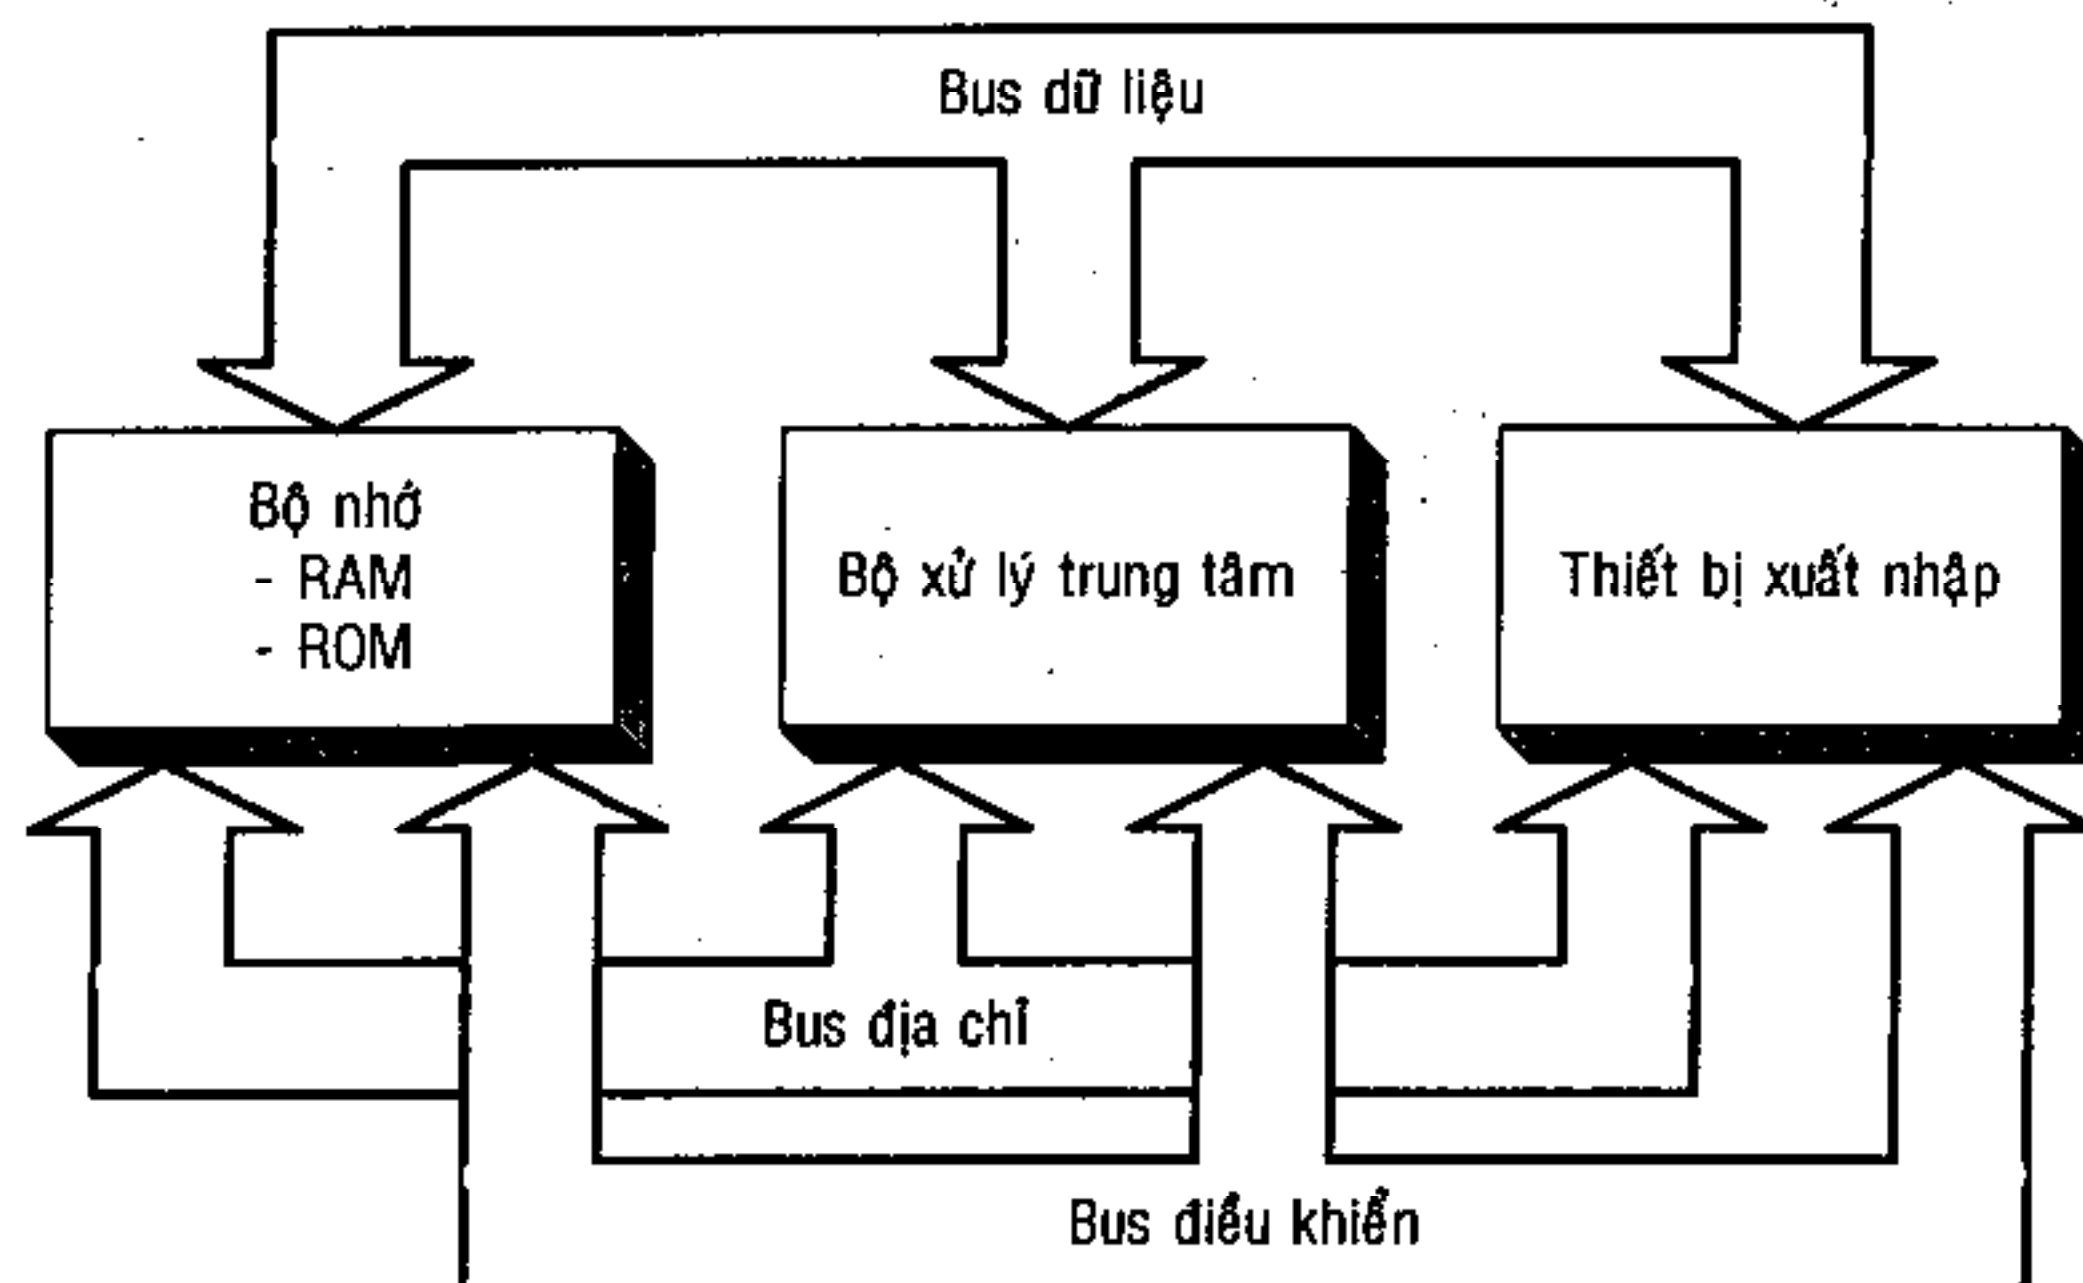 Bus dữ liệu
Bộ nhớ
- RAM
- ROM
Bộ xử lý trung tâm
Thiết bị xuất nhập
Bus địa chỉ
Bus điều khiển